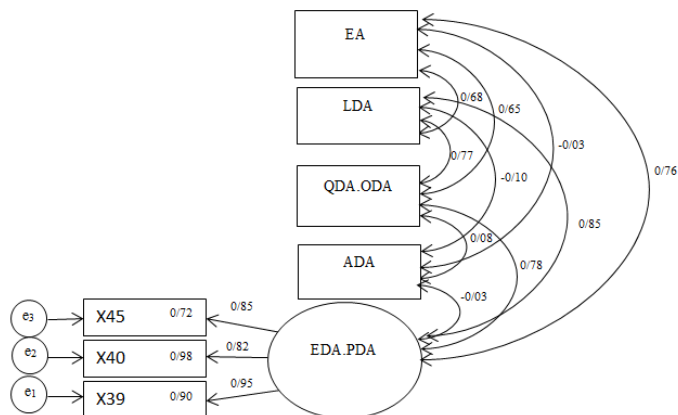 EA
0/68
0/65
LDA
-0/03
0/77
0/76
-0/10
QDA.ODA
0/85
0/08
ADA
0/78
-0/03
e3
X45 0/72
0/85
EDA.PDA
e2
X40 0/98
0/82
e1
X39 0/90
0/95